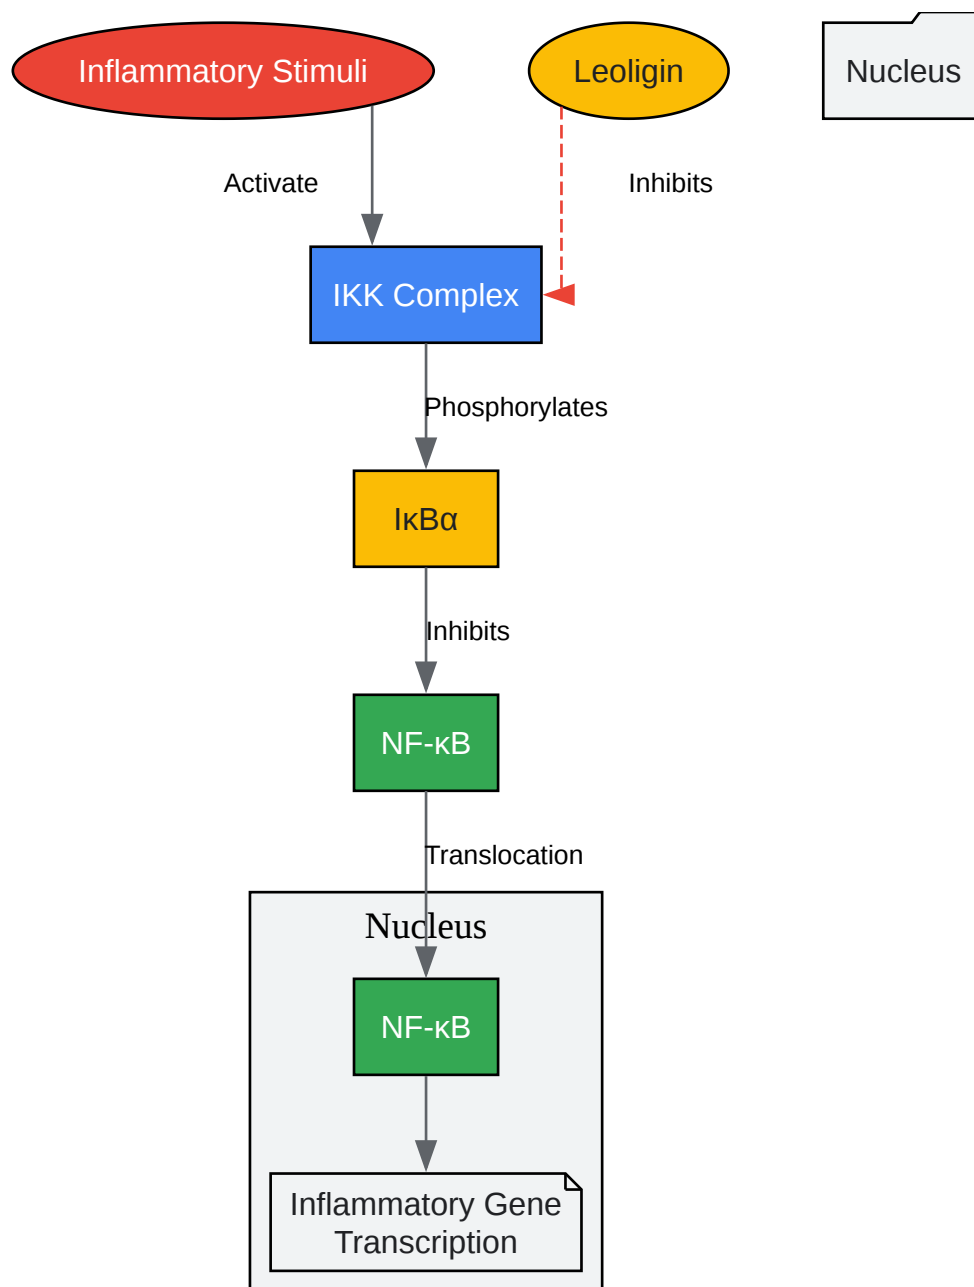 Inflammatory Stimuli
Leoligin
Nucleus
Activate
Inhibits
IKK Complex
Phosphorylates
IκBα
Inhibits
NF-κB
Translocation
Nucleus
NF-κB
Inflammatory Gene
Transcription